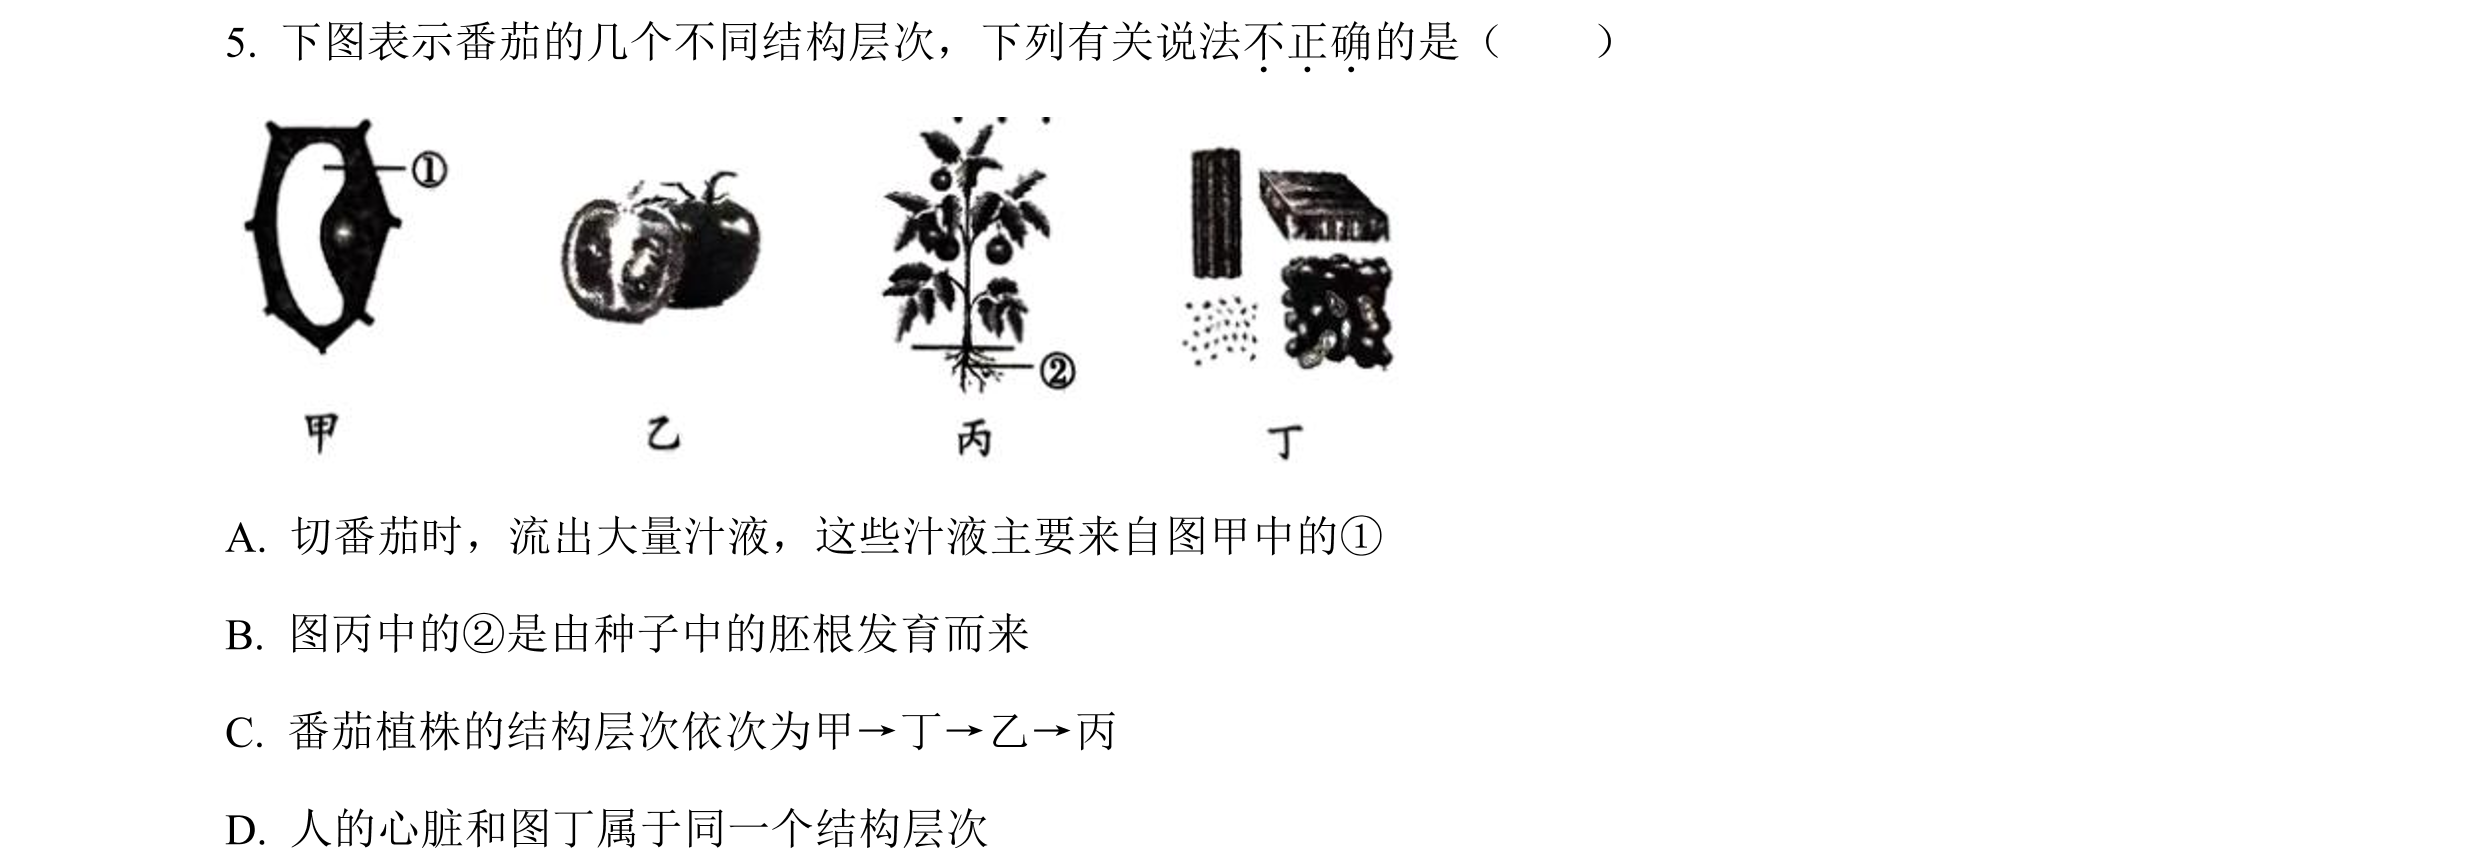 5. 下图表示番茄的几个不同结构层次，下列有关说法不正确的是（　　）
①
②
甲 乙 丙 丁
A. 切番茄时，流出大量汁液，这些汁液主要来自图甲中的①
B. 图丙中的②是由种子中的胚根发育而来
C. 番茄植株的结构层次依次为甲→丁→乙→丙
D. 人的心脏和图丁属于同一个结构层次